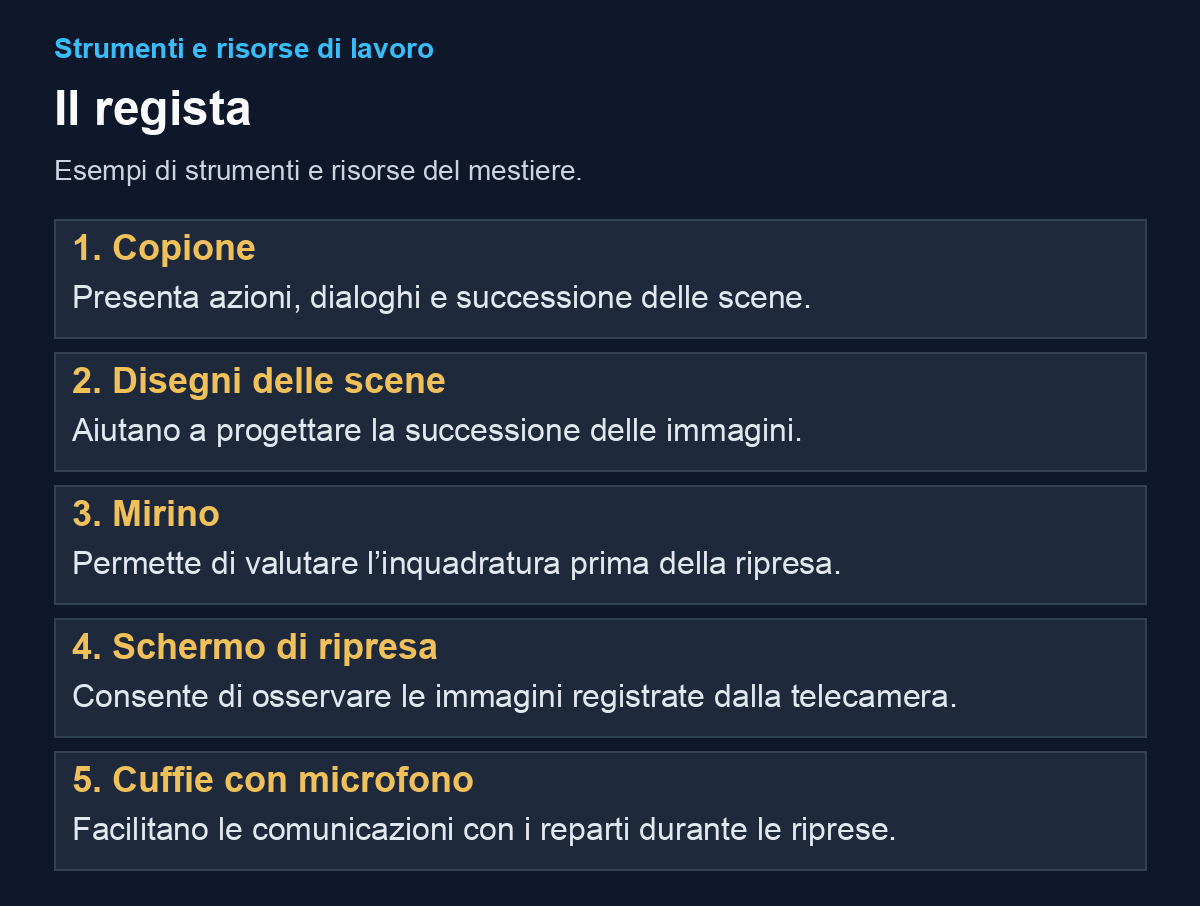 Strumenti e risorse di lavoro
Il regista
Esempi di strumenti e risorse del mestiere.
1. Copione
Presenta azioni, dialoghi e successione delle scene.
2. Disegni delle scene
Aiutano a progettare la successione delle immagini.
3. Mirino
Permette di valutare l’inquadratura prima della ripresa.
4. Schermo di ripresa
Consente di osservare le immagini registrate dalla telecamera.
5. Cuffie con microfono
Facilitano le comunicazioni con i reparti durante le riprese.